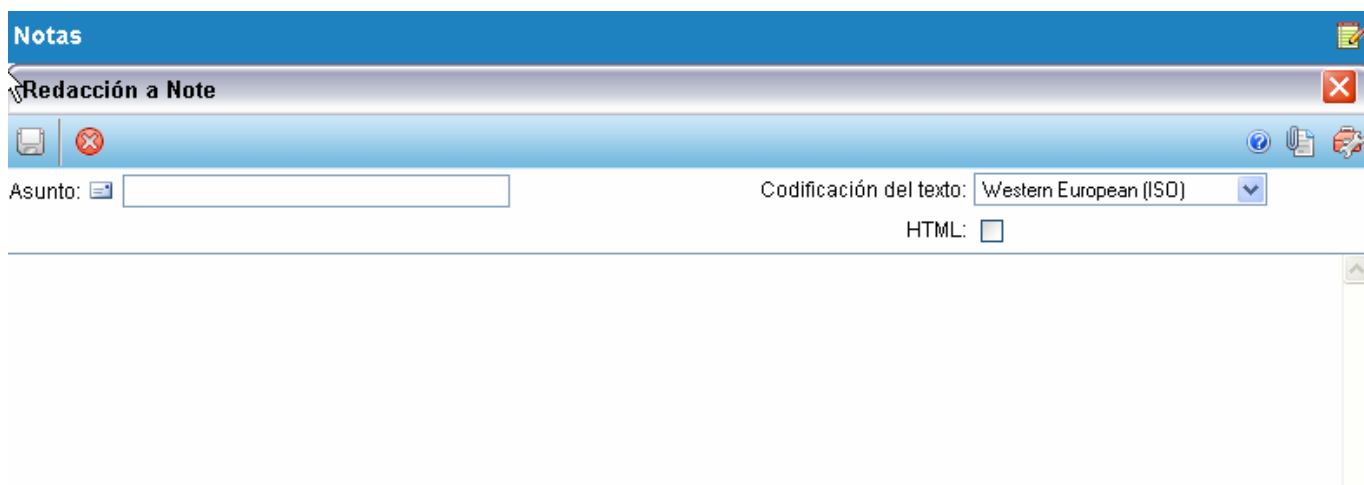 Notas
Redacción a Note
Asunto:
Codificación del texto: Western European (ISO)
HTML: